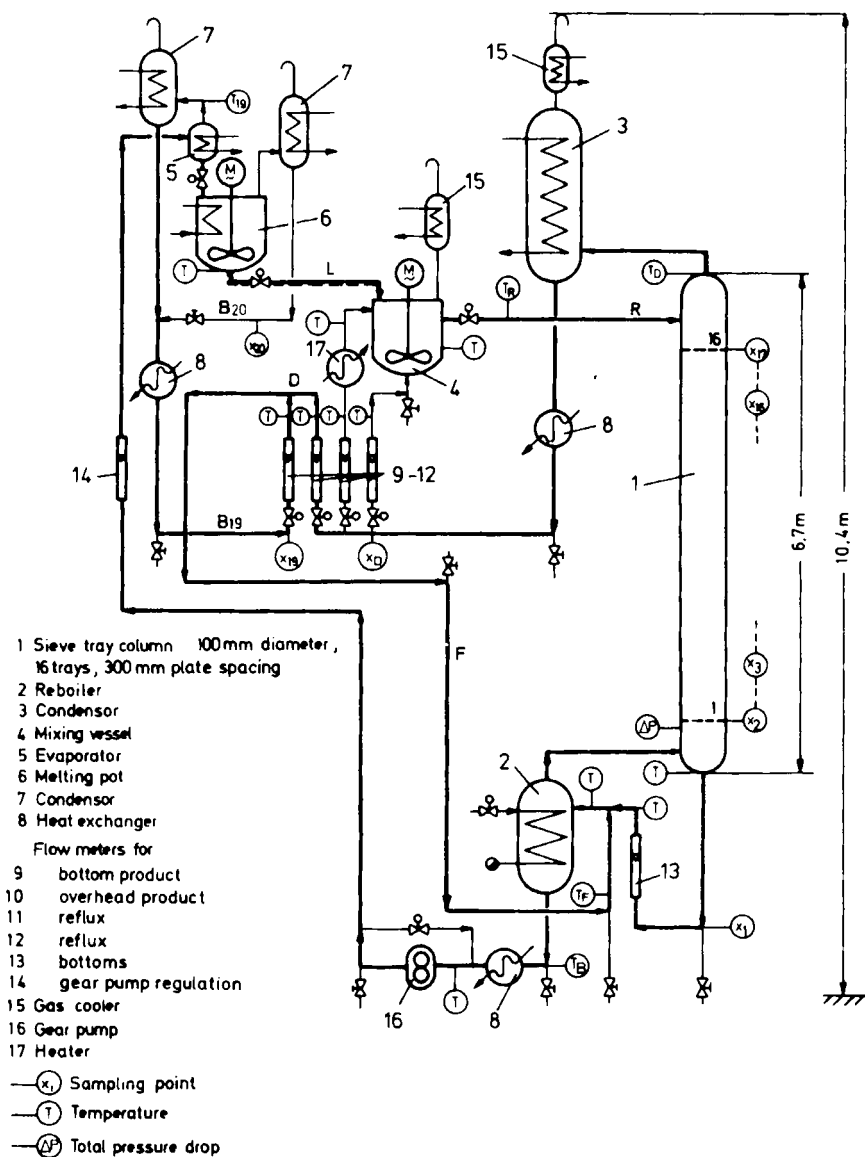 7
15
7
T19
3
5
M
15
6
T
L
M
TD
TR
B20
R
T
x20
17
T
16
x17
8
4
D
x16
T
T
T
T
8
14
9-12
1
B19
6,7m
10,4m
x19
xD
F
x3
1
x2
ΔP
2
T
T
T
13
TF
x1
TB
T
16
8
1 Sieve tray column 100mm diameter,
16 trays, 300mm plate spacing
2 Reboiler
3 Condensor
4 Mixing vessel
5 Evaporator
6 Melting pot
7 Condensor
8 Heat exchanger
Flow meters for
9 bottom product
10 overhead product
11 reflux
12 reflux
13 bottoms
14 gear pump regulation
15 Gas cooler
16 Gear pump
17 Heater
x1 Sampling point
T Temperature
ΔP Total pressure drop